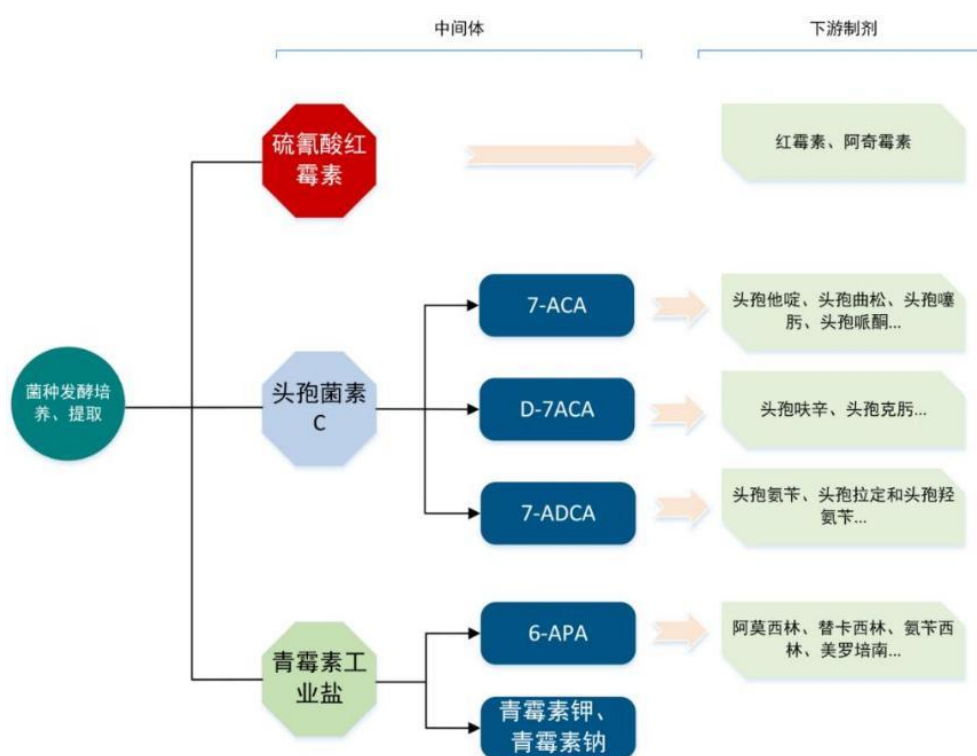 中间体
下游制剂
硫氰酸红
霉素
红霉素、阿奇霉素
7-ACA
头孢他啶、头孢曲松、头孢噻
肟、头孢哌酮...
菌种发酵培
养、提取
头孢菌素
C
D-7ACA
头孢呋辛、头孢克肟...
7-ADCA
头孢氨苄、头孢拉定和头孢羟
氨苄...
青霉素工
业盐
6-APA
阿莫西林、替卡西林、氨苄西
林、美罗培南...
青霉素钾、
青霉素钠